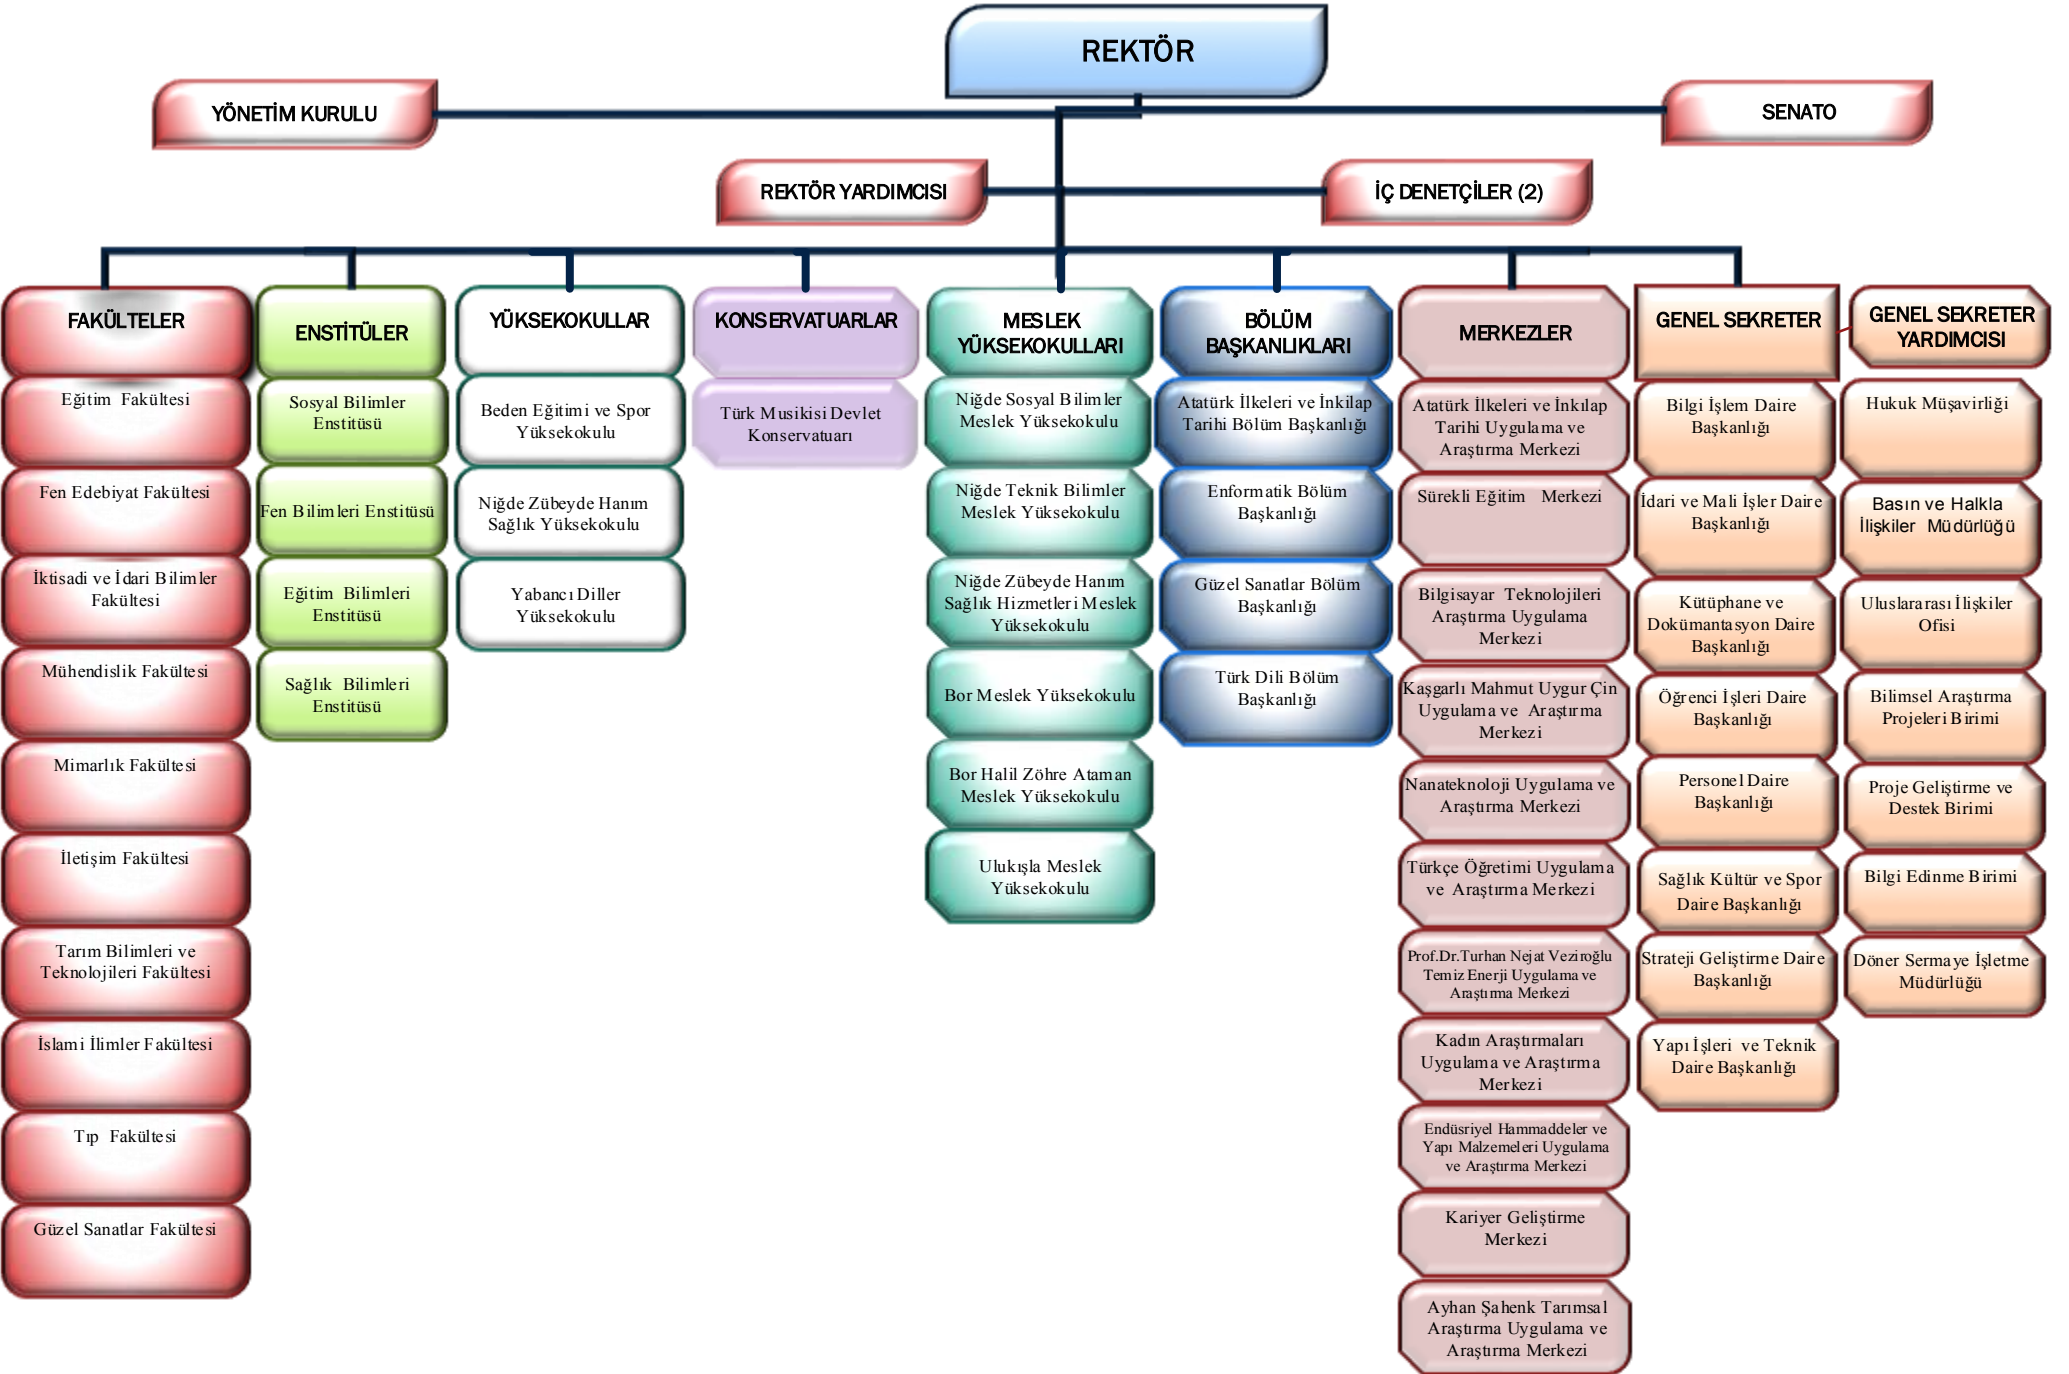 REKTÖR
YÖNETİM KURULU
SENATO
REKTÖR YARDIMCISI
İÇ DENETÇİLER (2)
FAKÜLTELER
Eğitim Fakültesi
Fen Edebiyat Fakültesi
İktisadi ve İdari Bilimler
Fakültesi
Mühendislik Fakültesi
Mimarlık Fakültesi
İletişim Fakültesi
Tarım Bilimleri ve
Teknolojileri Fakültesi
İslami İlimler Fakültesi
Tıp Fakültesi
Güzel Sanatlar Fakültesi
ENSTİTÜLER
Sosyal Bilimler
Enstitüsü
Fen Bilimleri Enstitüsü
Eğitim Bilimleri
Enstitüsü
Sağlık Bilimleri
Enstitüsü
YÜKSEKOKULLAR
Beden Eğitimi ve Spor
Yüksekokulu
Niğde Zübeyde Hanım
Sağlık Yüksekokulu
Yabancı Diller
Yüksekokulu
KONSERVATUARLAR
Türk Musikisi Devlet
Konservatuarı
MESLEK
YÜKSEKOKULLARI
Niğde Sosyal Bilimler
Meslek Yüksekokulu
Niğde Teknik Bilimler
Meslek Yüksekokulu
Niğde Zübeyde Hanım
Sağlık Hizmetleri Meslek
Yüksekokulu
Bor Meslek Yüksekokulu
Bor Halil Zöhre Ataman
Meslek Yüksekokulu
Ulukışla Meslek
Yüksekokulu
BÖLÜM
BAŞKANLIKLARI
Atatürk İlkeleri ve İnkilap
Tarihi Bölüm Başkanlığı
Enformatik Bölüm
Başkanlığı
Güzel Sanatlar Bölüm
Başkanlığı
Türk Dili Bölüm
Başkanlığı
MERKEZLER
Atatürk İlkeleri ve İnkılap
Tarihi Uygulama ve
Araştırma Merkezi
Sürekli Eğitim Merkezi
Bilgisayar Teknolojileri
Araştırma Uygulama
Merkezi
Kaşgarlı Mahmut Uygur Çin
Uygulama ve Araştırma
Merkezi
Nanateknoloji Uygulama ve
Araştırma Merkezi
Türkçe Öğretimi Uygulama
ve Araştırma Merkezi
Prof.Dr.Turhan Nejat Veziroğlu
Temiz Enerji Uygulama ve
Araştırma Merkezi
Kadın Araştırmaları
Uygulama ve Araştırma
Merkezi
Endüsriyel Hammaddeler ve
Yapı Malzemeleri Uygulama
ve Araştırma Merkezi
Kariyer Geliştirme
Merkezi
Ayhan Şahenk Tarımsal
Araştırma Uygulama ve
Araştırma Merkezi
GENEL SEKRETER
Bilgi İşlem Daire
Başkanlığı
İdari ve Mali İşler Daire
Başkanlığı
Kütüphane ve
Dokümantasyon Daire
Başkanlığı
Öğrenci İşleri Daire
Başkanlığı
Personel Daire
Başkanlığı
Sağlık Kültür ve Spor
Daire Başkanlığı
Strateji Geliştirme Daire
Başkanlığı
Yapı İşleri ve Teknik
Daire Başkanlığı
GENEL SEKRETER
YARDIMCISI
Hukuk Müşavirliği
Basın ve Halkla
İlişkiler Müdürlüğü
Uluslararası İlişkiler
Ofisi
Bilimsel Araştırma
Projeleri Birimi
Proje Geliştirme ve
Destek Birimi
Bilgi Edinme Birimi
Döner Sermaye İşletme
Müdürlüğü